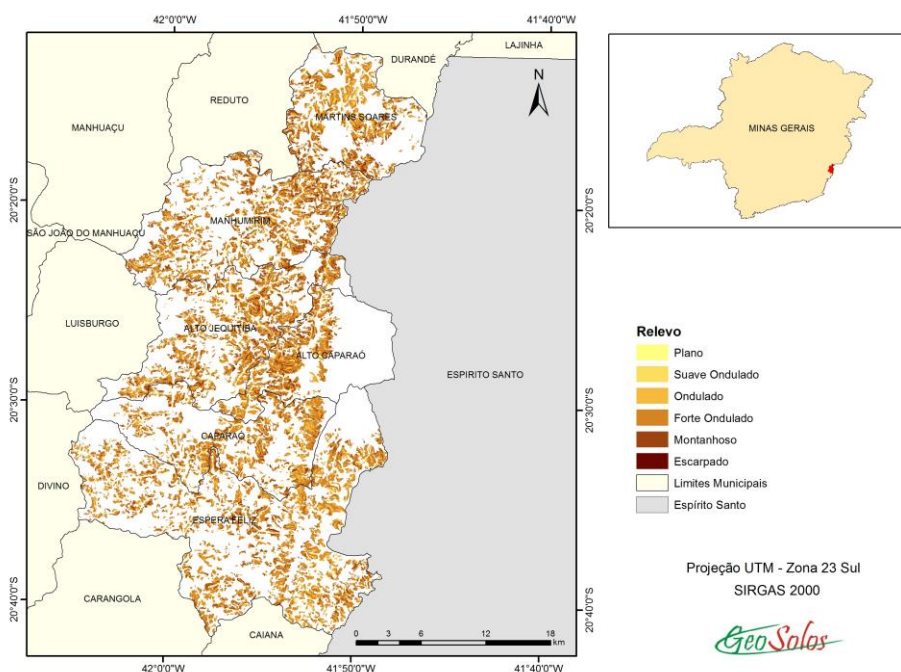 42°0'0"W
41°50'0"W
41°40'0"W
LAJINHA
DURANDÉ
REDUTO
N
MARTINS SOARES
MANHUAÇU
MINAS GERAIS
20°20'0"S
20°20'0"S
MANHUMIRIM
SÃO JOÃO DO MANHUAÇU
LUISBURGO
ALTO JEQUITIBA
ALTO CAPARAÓ
Relevo
Plano
Suave Ondulado
Ondulado
Forte Ondulado
Montanhoso
Escarpado
Limites Municipais
Espírito Santo
ESPIRITO SANTO
20°30'0"S
20°30'0"S
CAPARAÓ
DIVINO
ESPERA FELIZ
Projeção UTM - Zona 23 Sul
SIRGAS 2000
GeoSolos
CARANGOLA
20°40'0"S
20°40'0"S
CAIANA
0 3 6 12 18
km
42°0'0"W
41°50'0"W
41°40'0"W